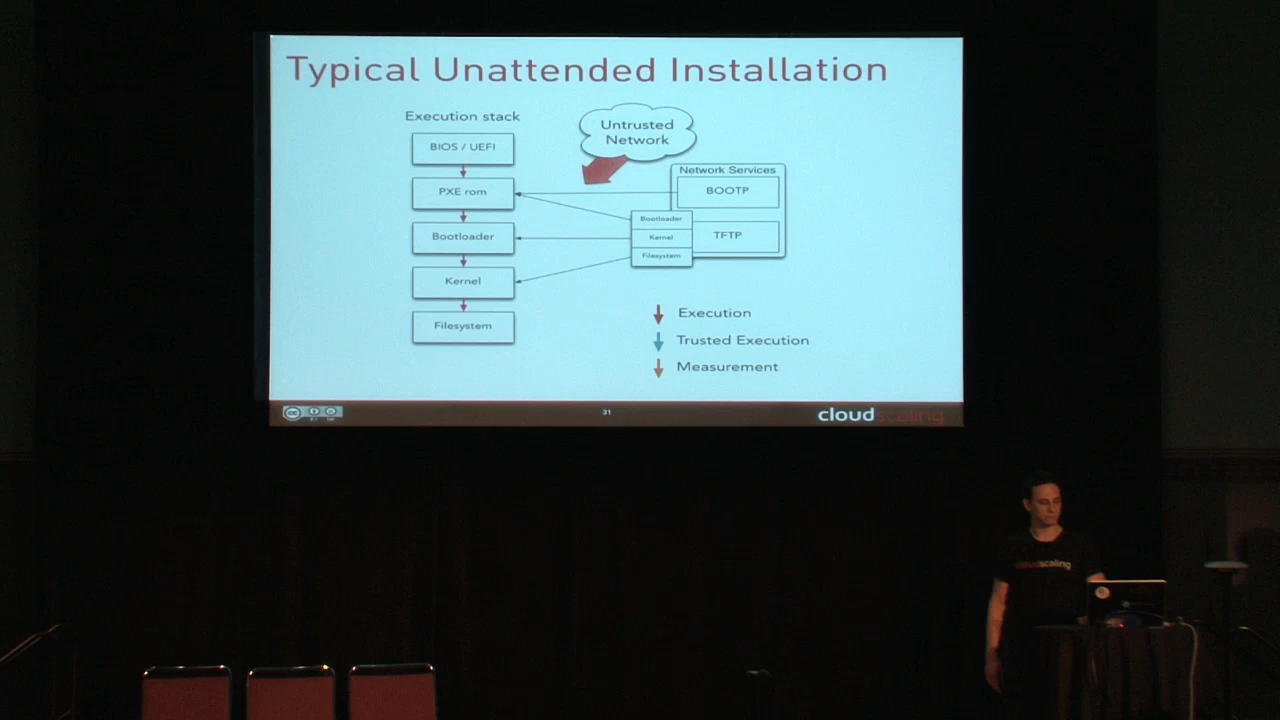 Typical Unattended Installation
Execution stack
Untrusted
Network
BIOS / UEFI
PXE rom
Bootloader
Kernel
Filesystem
Network Services
BOOTP
TFTP
Bootloader
Kernel
Filesystem
Execution
Trusted Execution
Measurement
31
cloudscaling
cloudscaling